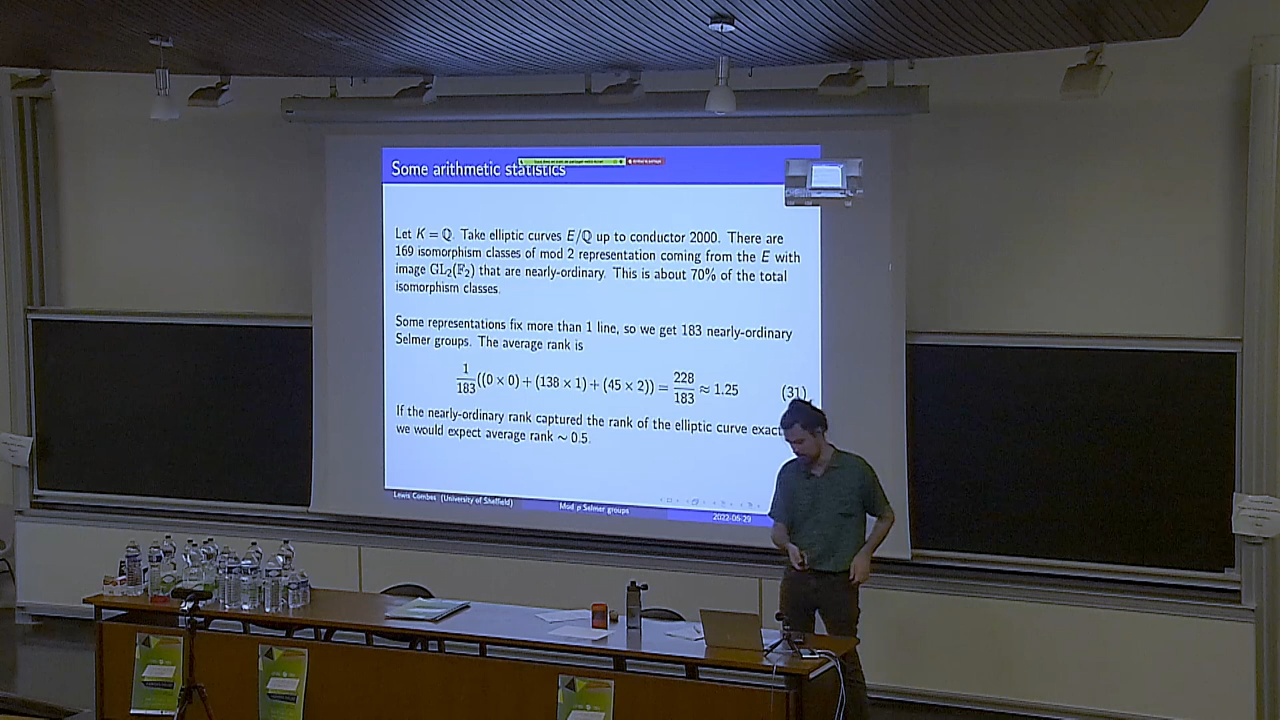 Some arithmetic statistics
Let K = ℚ. Take elliptic curves E/ℚ up to conductor 2000. There are
169 isomorphism classes of mod 2 representation coming from the E with
image GL₂(𝔽₂) that are nearly-ordinary. This is about 70% of the total
isomorphism classes.
Some representations fix more than 1 line, so we get 183 nearly-ordinary
Selmer groups. The average rank is
1/183((0 × 0) + (138 × 1) + (45 × 2)) = 228/183 ≈ 1.25 (31)
If the nearly-ordinary rank captured the rank of the elliptic curve exact
we would expect average rank ∼ 0.5.
Lewis Combes (University of Sheffield) Mod p Selmer groups 2022-06-29